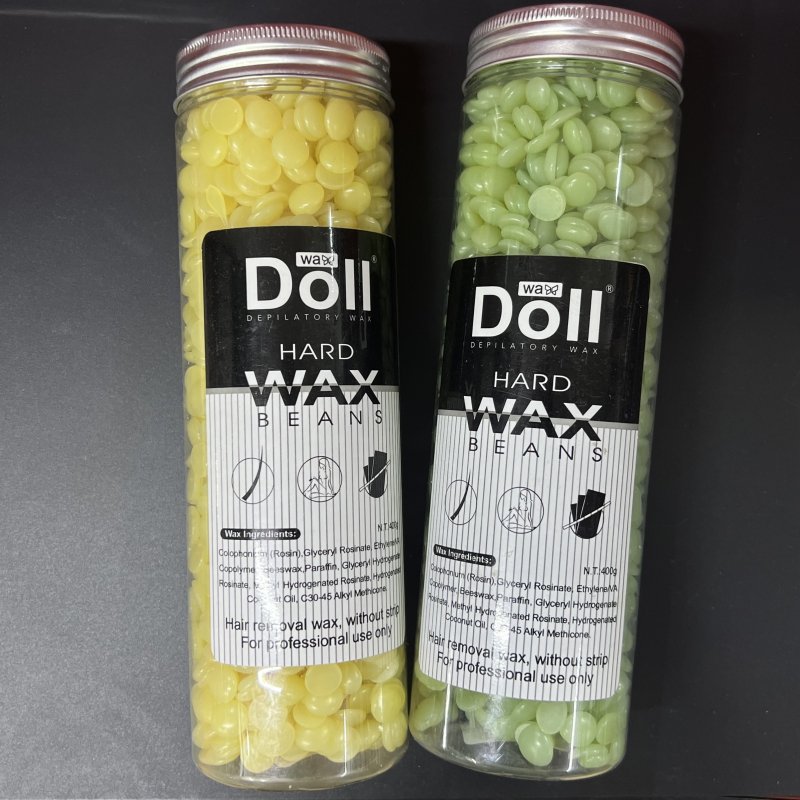 wax
Doll®
DEPILATORY WAX
HARD
WAX
BEANS
N.T. 400g
Wax Ingredients:
Colophonium (Rosin), Glyceryl Rosinate, Ethylene/VA
Copolymer, Beeswax, Paraffin, Glyceryl Hydrogenate
Rosinate, Methyl Hydrogenated Rosinate, Hydrogenated
Coconut Oil, C30-45 Alkyl Methicone.
Hair removal wax, without strip
For professional use only
wax
Doll®
DEPILATORY WAX
HARD
WAX
BEANS
N.T. 400g
Wax Ingredients:
Colophonium (Rosin), Glyceryl Rosinate, Ethylene/VA
Copolymer, Beeswax, Paraffin, Glyceryl Hydrogenate
Rosinate, Methyl Hydrogenated Rosinate, Hydrogenated
Coconut Oil, C30-45 Alkyl Methicone.
Hair removal wax, without strip
For professional use only